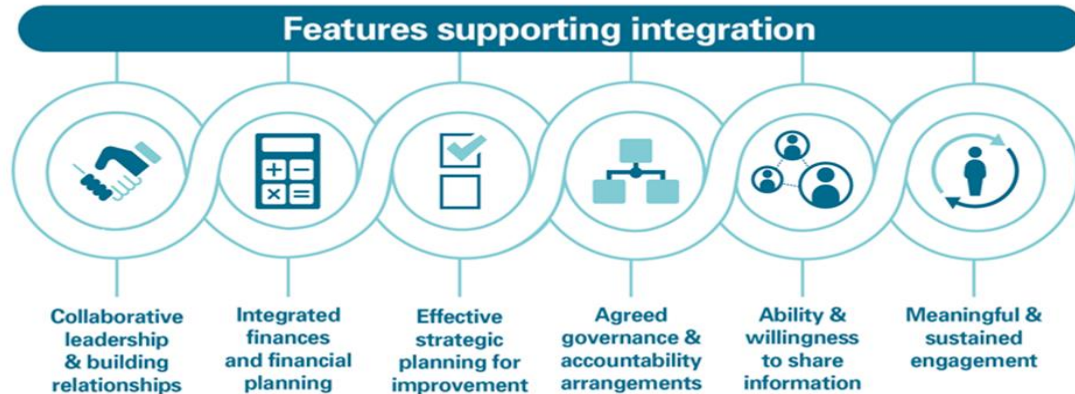 Features supporting integration
Collaborative
leadership
& building
relationships
Integrated
finances
and financial
planning
Effective
strategic
planning for
improvement
Agreed
governance &
accountability
arrangements
Ability &
willingness
to share
information
Meaningful &
sustained
engagement